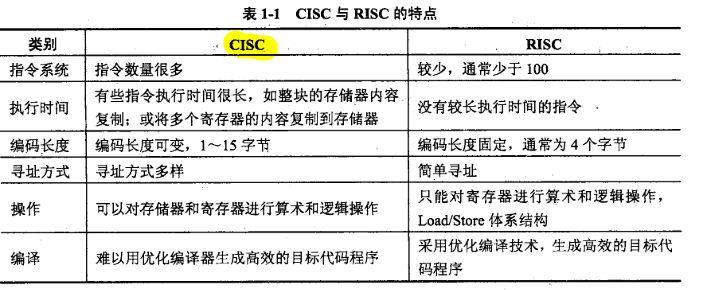 表 1-1 CISC 与 RISC 的特点
类别 CISC RISC
指令系统 指令数量很多 较少，通常少于 100
执行时间 有些指令执行时间很长，如整块的存储器内容
复制；或将多个寄存器的内容复制到存储器
没有较长执行时间的指令
编码长度 编码长度可变，1～15 字节 编码长度固定，通常为 4 个字节
寻址方式 寻址方式多样 简单寻址
操作 可以对存储器和寄存器进行算术和逻辑操作
只能对寄存器进行算术和逻辑操作，
Load/Store 体系结构
编译 难以用优化编译器生成高效的目标代码程序
采用优化编译技术，生成高效的目标代
码程序